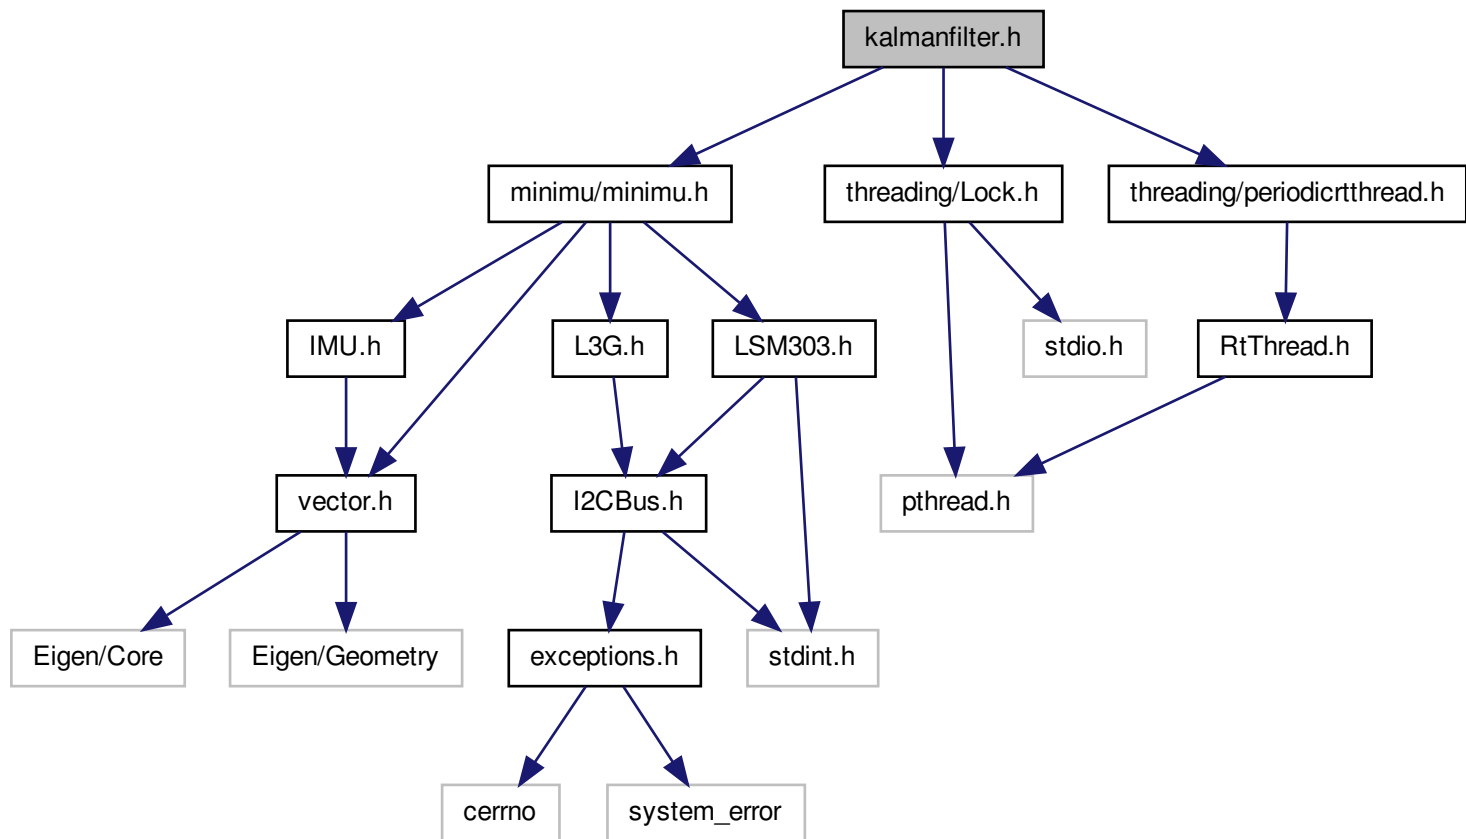 kalmanfilter.h
minimu/minimu.h
threading/Lock.h
threading/periodicrtthread.h
IMU.h
L3G.h
LSM303.h
stdio.h
RtThread.h
vector.h
I2CBus.h
pthread.h
Eigen/Core
Eigen/Geometry
exceptions.h
stdint.h
cerrno
system_error